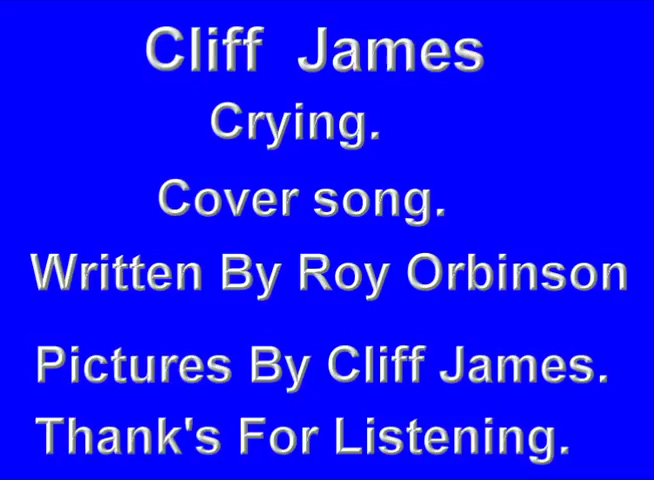 Cliff James
Crying.
Cover song.
Written By Roy Orbinson
Pictures By Cliff James.
Thank's For Listening.